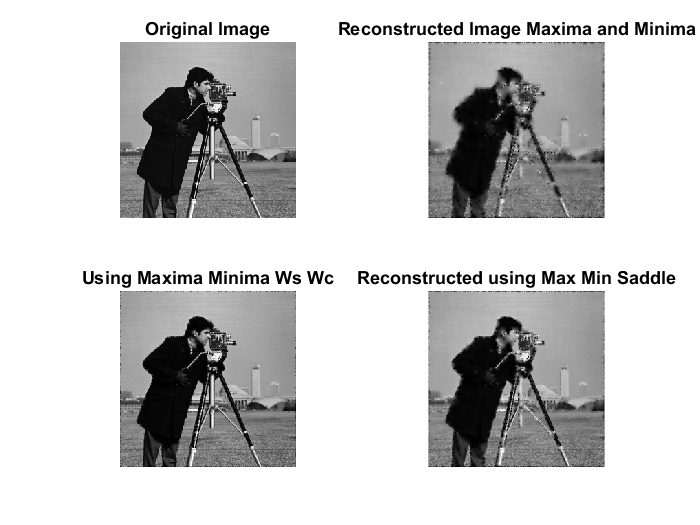 Original Image
Reconstructed Image Maxima and Minima
Using Maxima Minima Ws Wc
Reconstructed using Max Min Saddle